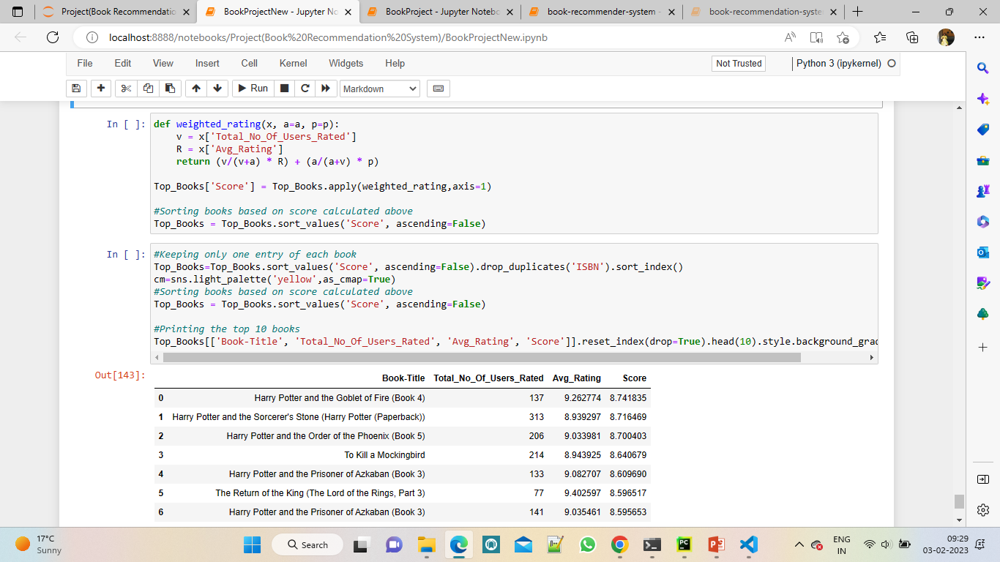 Project(Book Recommendatio
BookProjectNew - Jupyter No
BookProject - Jupyter Noteb
book-recommender-system -
book-recommendation-syste
localhost:8888/notebooks/Project(Book%20Recommendation%20System)/BookProjectNew.ipynb
File Edit View Insert Cell Kernel Widgets Help
Not Trusted
Python 3 (ipykernel)
Run
Markdown
In [ ]:
def weighted_rating(x, a=a, p=p):
    v = x['Total_No_Of_Users_Rated']
    R = x['Avg_Rating']
    return (v/(v+a) * R) + (a/(a+v) * p)
Top_Books['Score'] = Top_Books.apply(weighted_rating,axis=1)
#Sorting books based on score calculated above
Top_Books = Top_Books.sort_values('Score', ascending=False)
In [ ]:
#Keeping only one entry of each book
Top_Books=Top_Books.sort_values('Score', ascending=False).drop_duplicates('ISBN').sort_index()
cm=sns.light_palette('yellow',as_cmap=True)
#Sorting books based on score calculated above
Top_Books = Top_Books.sort_values('Score', ascending=False)
#Printing the top 10 books
Top_Books[['Book-Title', 'Total_No_Of_Users_Rated', 'Avg_Rating', 'Score']].reset_index(drop=True).head(10).style.background_grad
Out[143]:
Book-Title Total_No_Of_Users_Rated Avg_Rating Score
0 Harry Potter and the Goblet of Fire (Book 4) 137 9.262774 8.741835
1 Harry Potter and the Sorcerer's Stone (Harry Potter (Paperback)) 313 8.939297 8.716469
2 Harry Potter and the Order of the Phoenix (Book 5) 206 9.033981 8.700403
3 To Kill a Mockingbird 214 8.943925 8.640679
4 Harry Potter and the Prisoner of Azkaban (Book 3) 133 9.082707 8.609690
5 The Return of the King (The Lord of the Rings, Part 3) 77 9.402597 8.596517
6 Harry Potter and the Prisoner of Azkaban (Book 3) 141 9.035461 8.595653
17°C
Sunny
Search
ENG
IN
09:29
03-02-2023